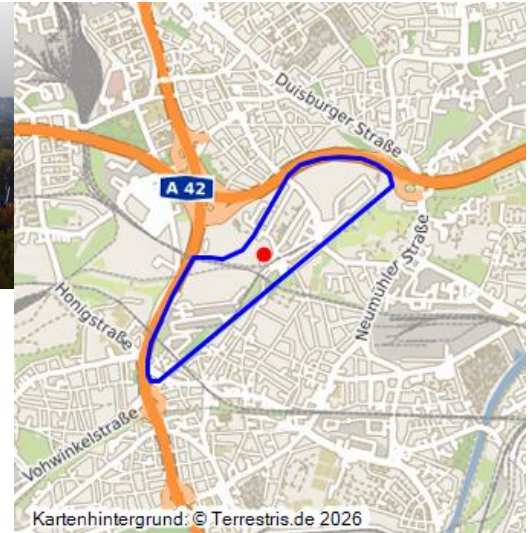 Duisburger Straße
A 42
Neumühler Straße
Honigstraße
Vohwinkelstraße
Kartenhintergrund: © Terrestris.de 2026